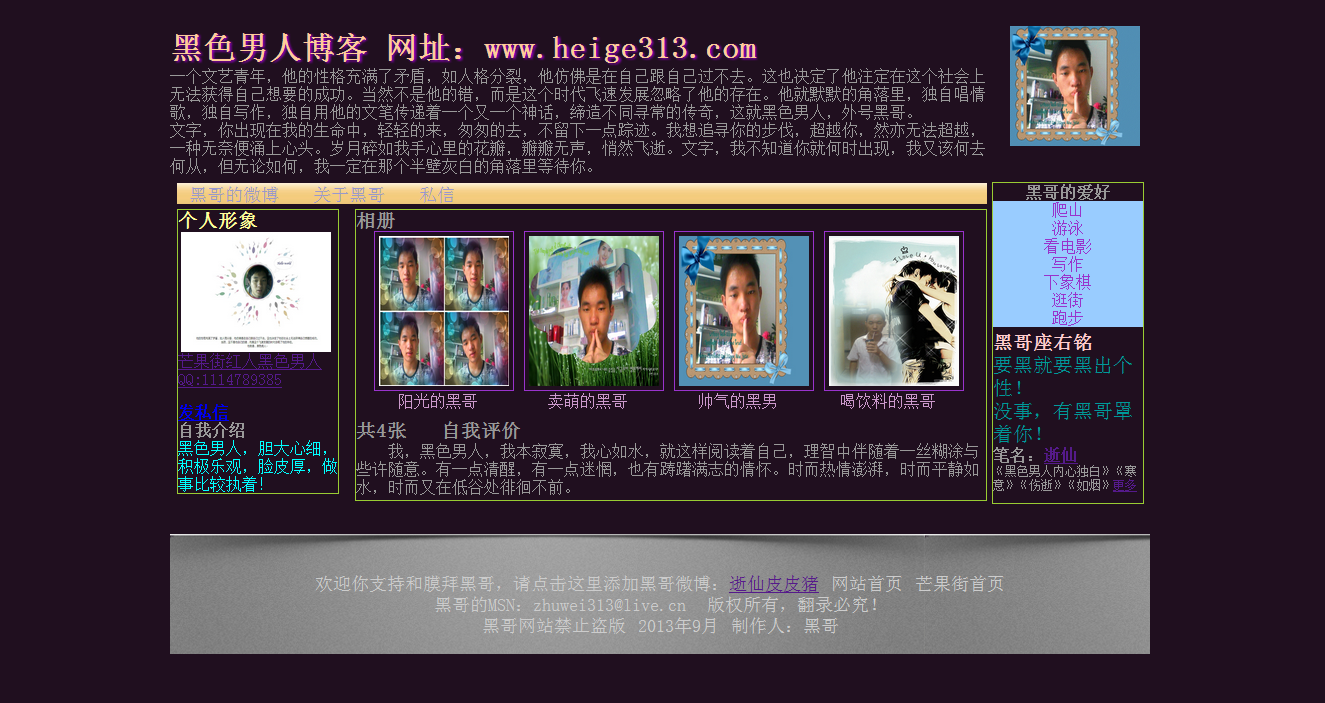 黑色男人博客 网址：www.heige313.com
一个文艺青年，他的性格充满了矛盾，如人格分裂，他仿佛是在自己跟自己过不去。这也决定了他注定在这个社会上
无法获得自己想要的成功。当然不是他的错，而是这个时代飞速发展忽略了他的存在。他就默默的角落里，独自唱情
歌，独自写作，独自用他的文笔传递着一个又一个神话，缔造不同寻常的传奇，这就黑色男人，外号黑哥。
文字，你出现在我的生命中，轻轻的来，匆匆的去，不留下一点踪迹。我想追寻你的步伐，超越你，然亦无法超越，
一种无奈便涌上心头。岁月碎如我手心里的花瓣，瓣瓣无声，悄然飞逝。文字，我不知道你就何时出现，我又该何去
何从，但无论如何，我一定在那个半壁灰白的角落里等待你。
黑哥的微博 关于黑哥 私信
个人形象
芒果街红人黑色男人
QQ:1114789385
发私信
自我介绍
黑色男人，胆大心细，
积极乐观，脸皮厚，做
事比较执着！
相册
阳光的黑哥 卖萌的黑哥 帅气的黑男 喝饮料的黑哥
共4张 自我评价
我，黑色男人，我本寂寞，我心如水，就这样阅读着自己，理智中伴随着一丝糊涂与
些许随意。有一点清醒，有一点迷惘，也有踌躇满志的情怀。时而热情澎湃，时而平静如
水，时而又在低谷处徘徊不前。
黑哥的爱好
爬山
游泳
看电影
写作
下象棋
逛街
跑步
黑哥座右铭
要黑就要黑出个
性！
没事，有黑哥罩
着你！
笔名：逝仙
《黑色男人内心独白》《寒
意》《伤逝》《如烟》更多
欢迎你支持和膜拜黑哥，请点击这里添加黑哥微博：逝仙皮皮猪 网站首页 芒果街首页
黑哥的MSN：zhuwei313@live.cn 版权所有，翻录必究！
黑哥网站禁止盗版 2013年9月 制作人：黑哥